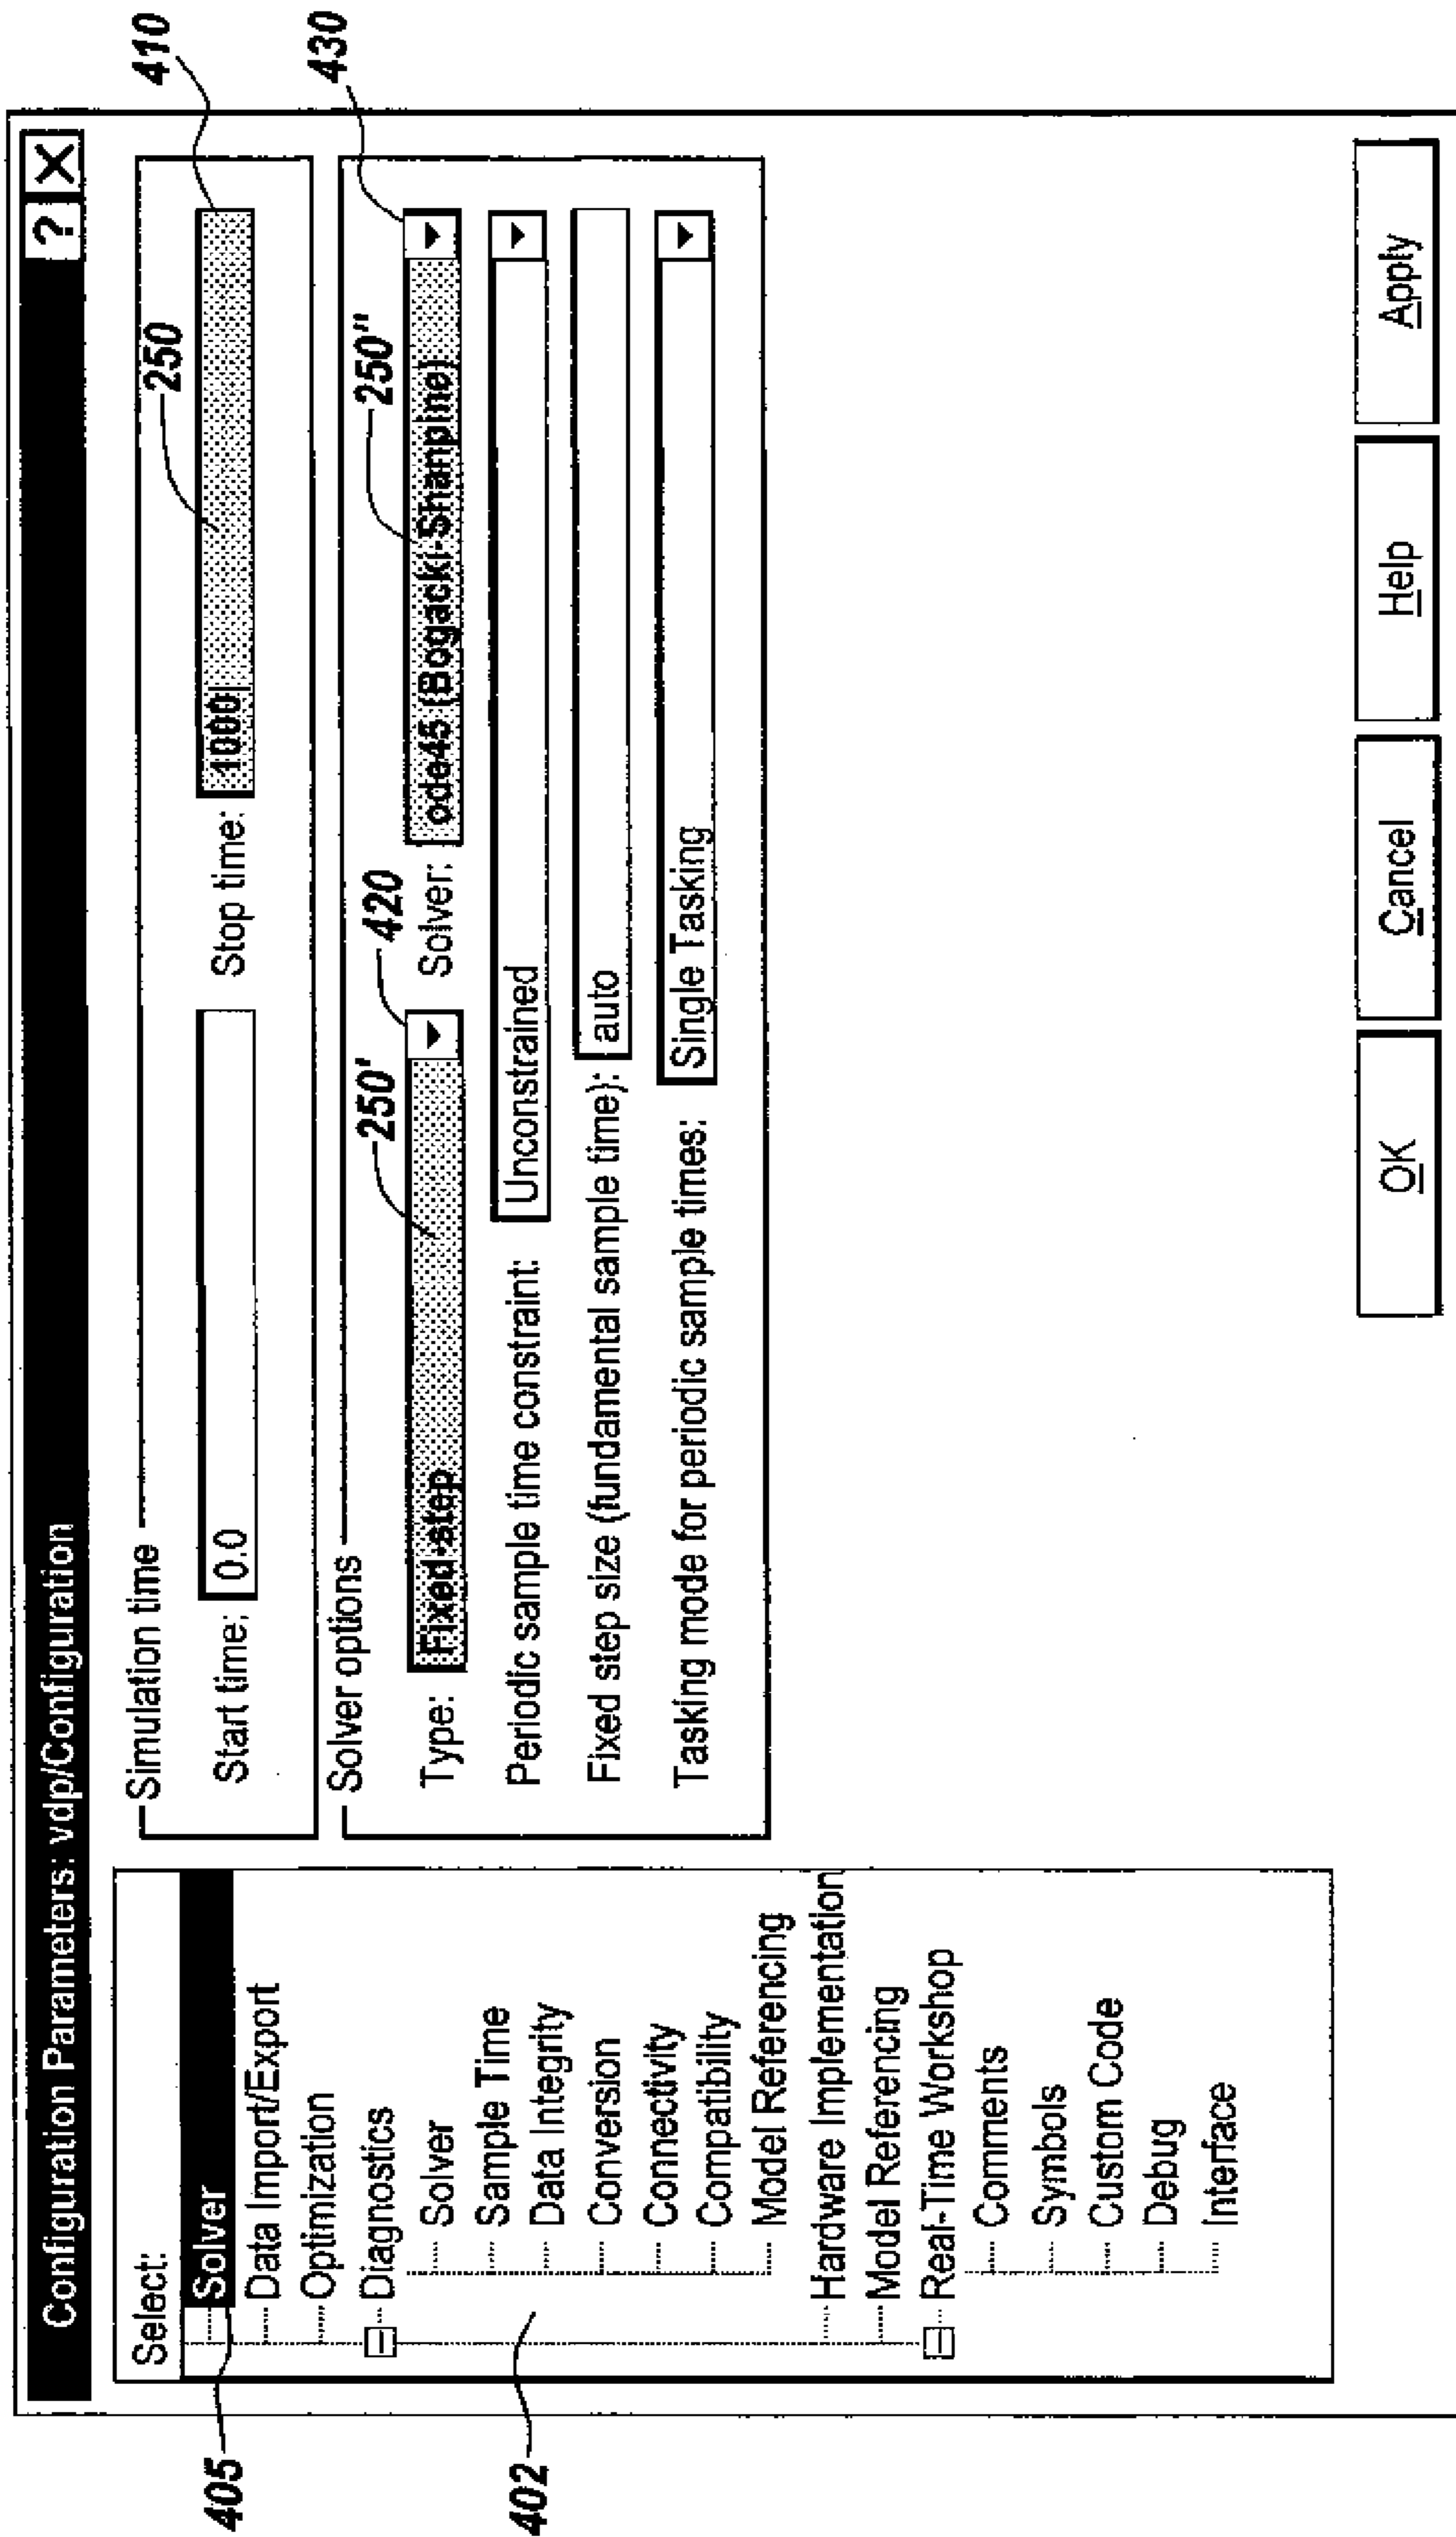 Configuration Parameters: vdp/Configuration ? X
Select:
Solver
Data Import/Export
Optimization
Diagnostics
Solver
Sample Time
Data Integrity
Conversion
Connectivity
Compatibility
Model Referencing
Hardware Implementation
Model Referencing
Real-Time Workshop
Comments
Symbols
Custom Code
Debug
Interface
405
402
Simulation time
Start time: 0.0 Stop time: 1000
250
410
Solver options
Type: Fixed-step Solver: ode45 (Bogacki-Shanpine)
250'
420
250"
430
Periodic sample time constraint: Unconstrained
Fixed step size (fundamental sample time): auto
Tasking mode for periodic sample times: Single Tasking
OK Cancel Help Apply